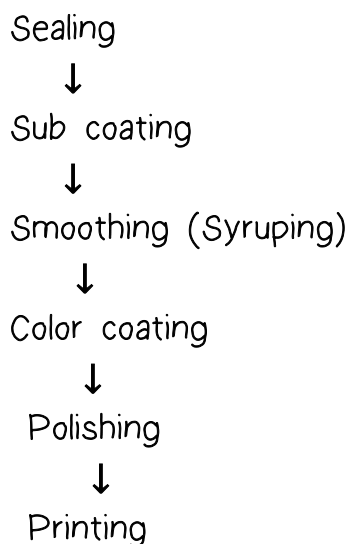 Sealing
↓
Sub coating
↓
Smoothing (Syruping)
↓
Color coating
↓
Polishing
↓
Printing